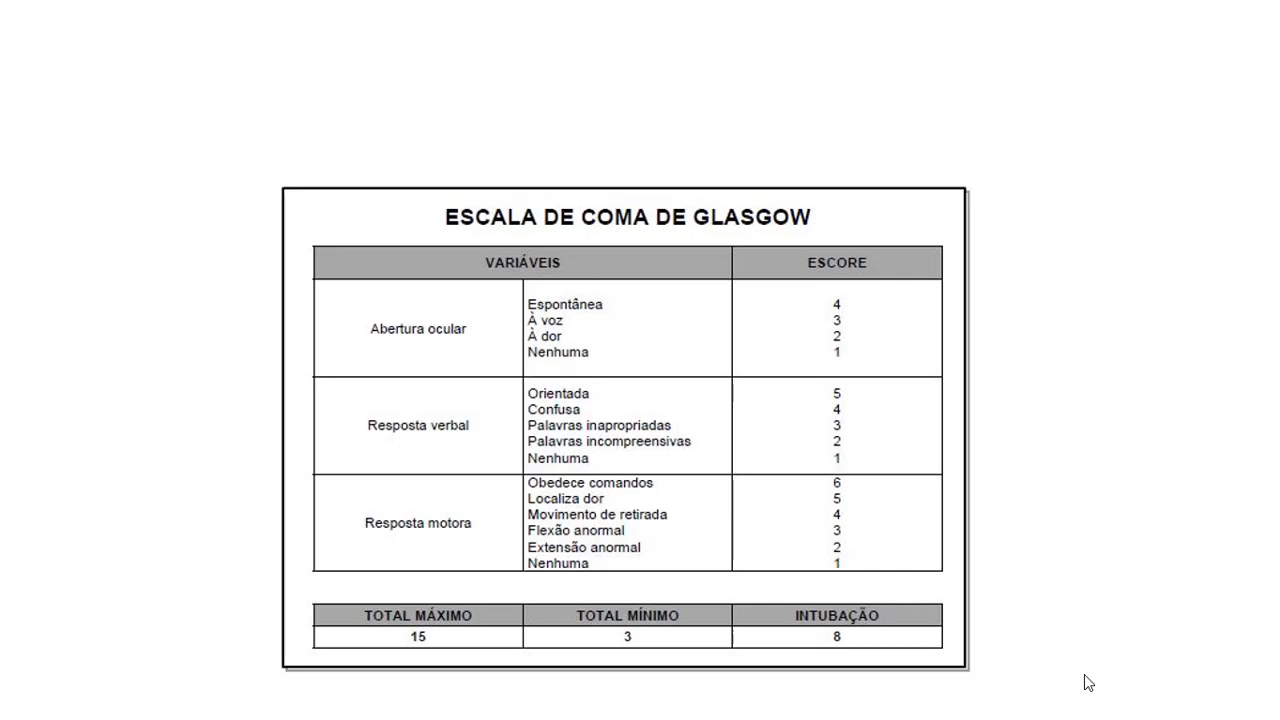 ESCALA DE COMA DE GLASGOW
VARIÁVEIS ESCORE
Abertura ocular
Espontânea 4
À voz 3
À dor 2
Nenhuma 1
Resposta verbal
Orientada 5
Confusa 4
Palavras inapropriadas 3
Palavras incompreensivas 2
Nenhuma 1
Resposta motora
Obedece comandos 6
Localiza dor 5
Movimento de retirada 4
Flexão anormal 3
Extensão anormal 2
Nenhuma 1
TOTAL MÁXIMO TOTAL MÍNIMO INTUBAÇÃO
15 3 8